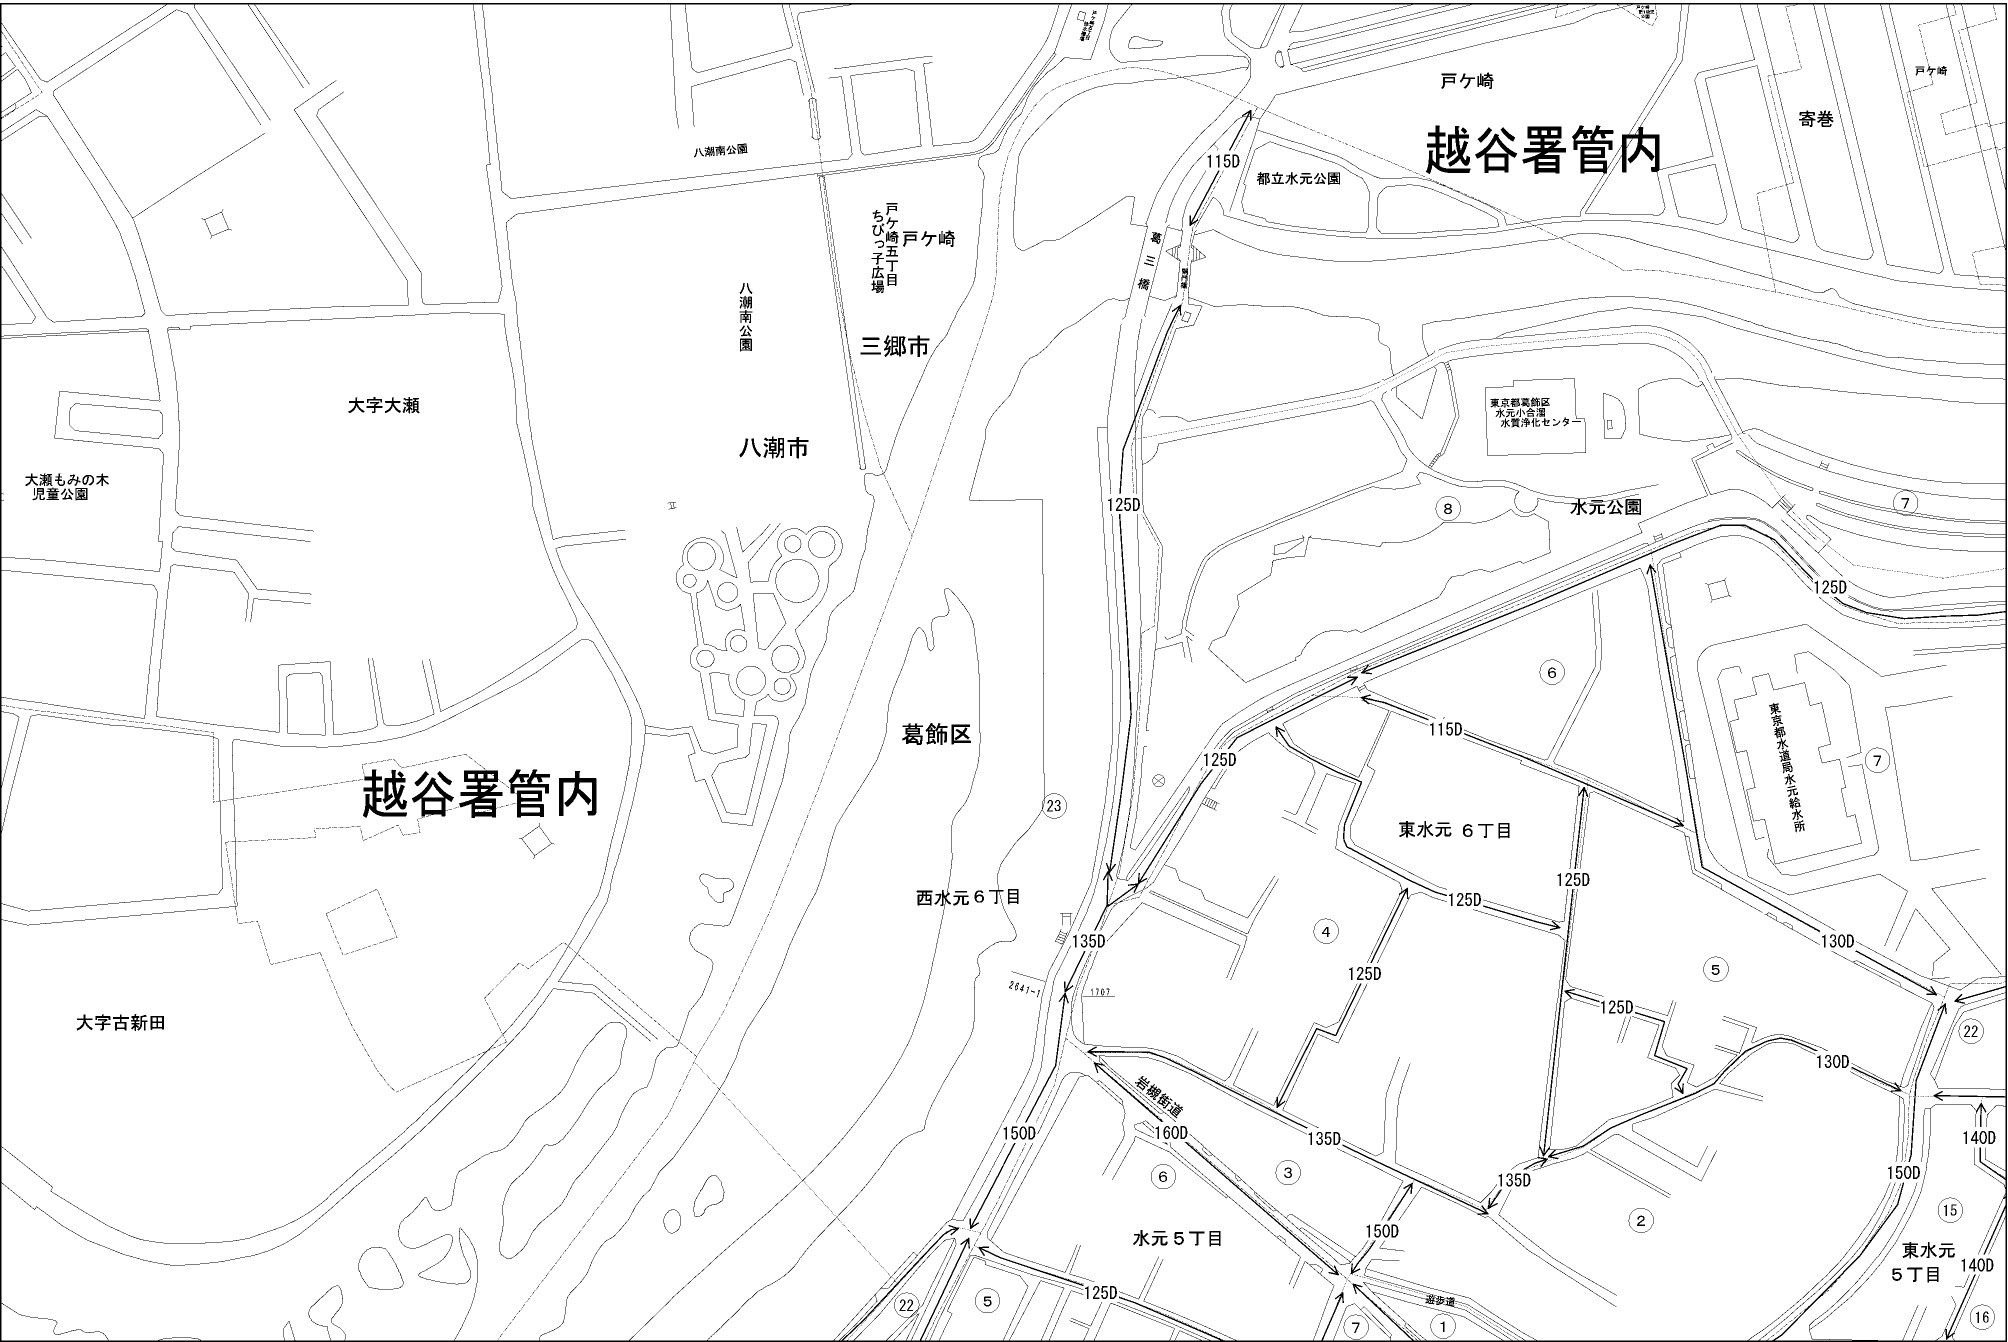 戸ケ崎
戸ケ崎
越谷署管内
寄巻
115D
都立水元公園
八潮南公園
戸ケ崎五丁目
ちびっ子広場
戸ケ崎
葛三橋
八潮南公園
三郷市
大字大瀬
東京都葛飾区
水元小合溜
水質浄化センター
八潮市
大瀬もみの木
児童公園
125D
8
水元公園
7
125D
6
115D
葛飾区
125D
東京都水道局水元給水所
7
越谷署管内
23
東水元 6丁目
125D
西水元6丁目
125D
4
135D
130D
125D
5
2641-1
1707
125D
大字古新田
22
130D
岩槻街道
150D
160D
135D
140D
3
6
135D
150D
15
2
150D
水元5丁目
東水元
5丁目
140D
125D
22
5
遊歩道
7
1
16